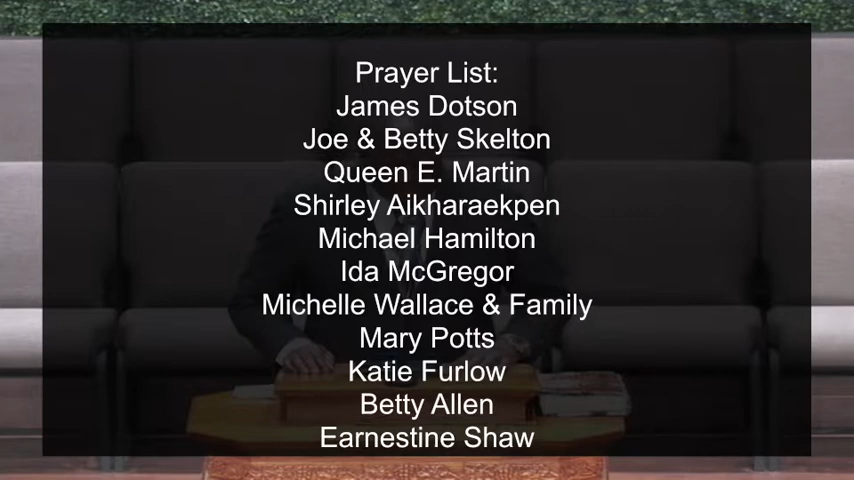 Prayer List:
James Dotson
Joe & Betty Skelton
Queen E. Martin
Shirley Aikharaekpen
Michael Hamilton
Ida McGregor
Michelle Wallace & Family
Mary Potts
Katie Furlow
Betty Allen
Earnestine Shaw